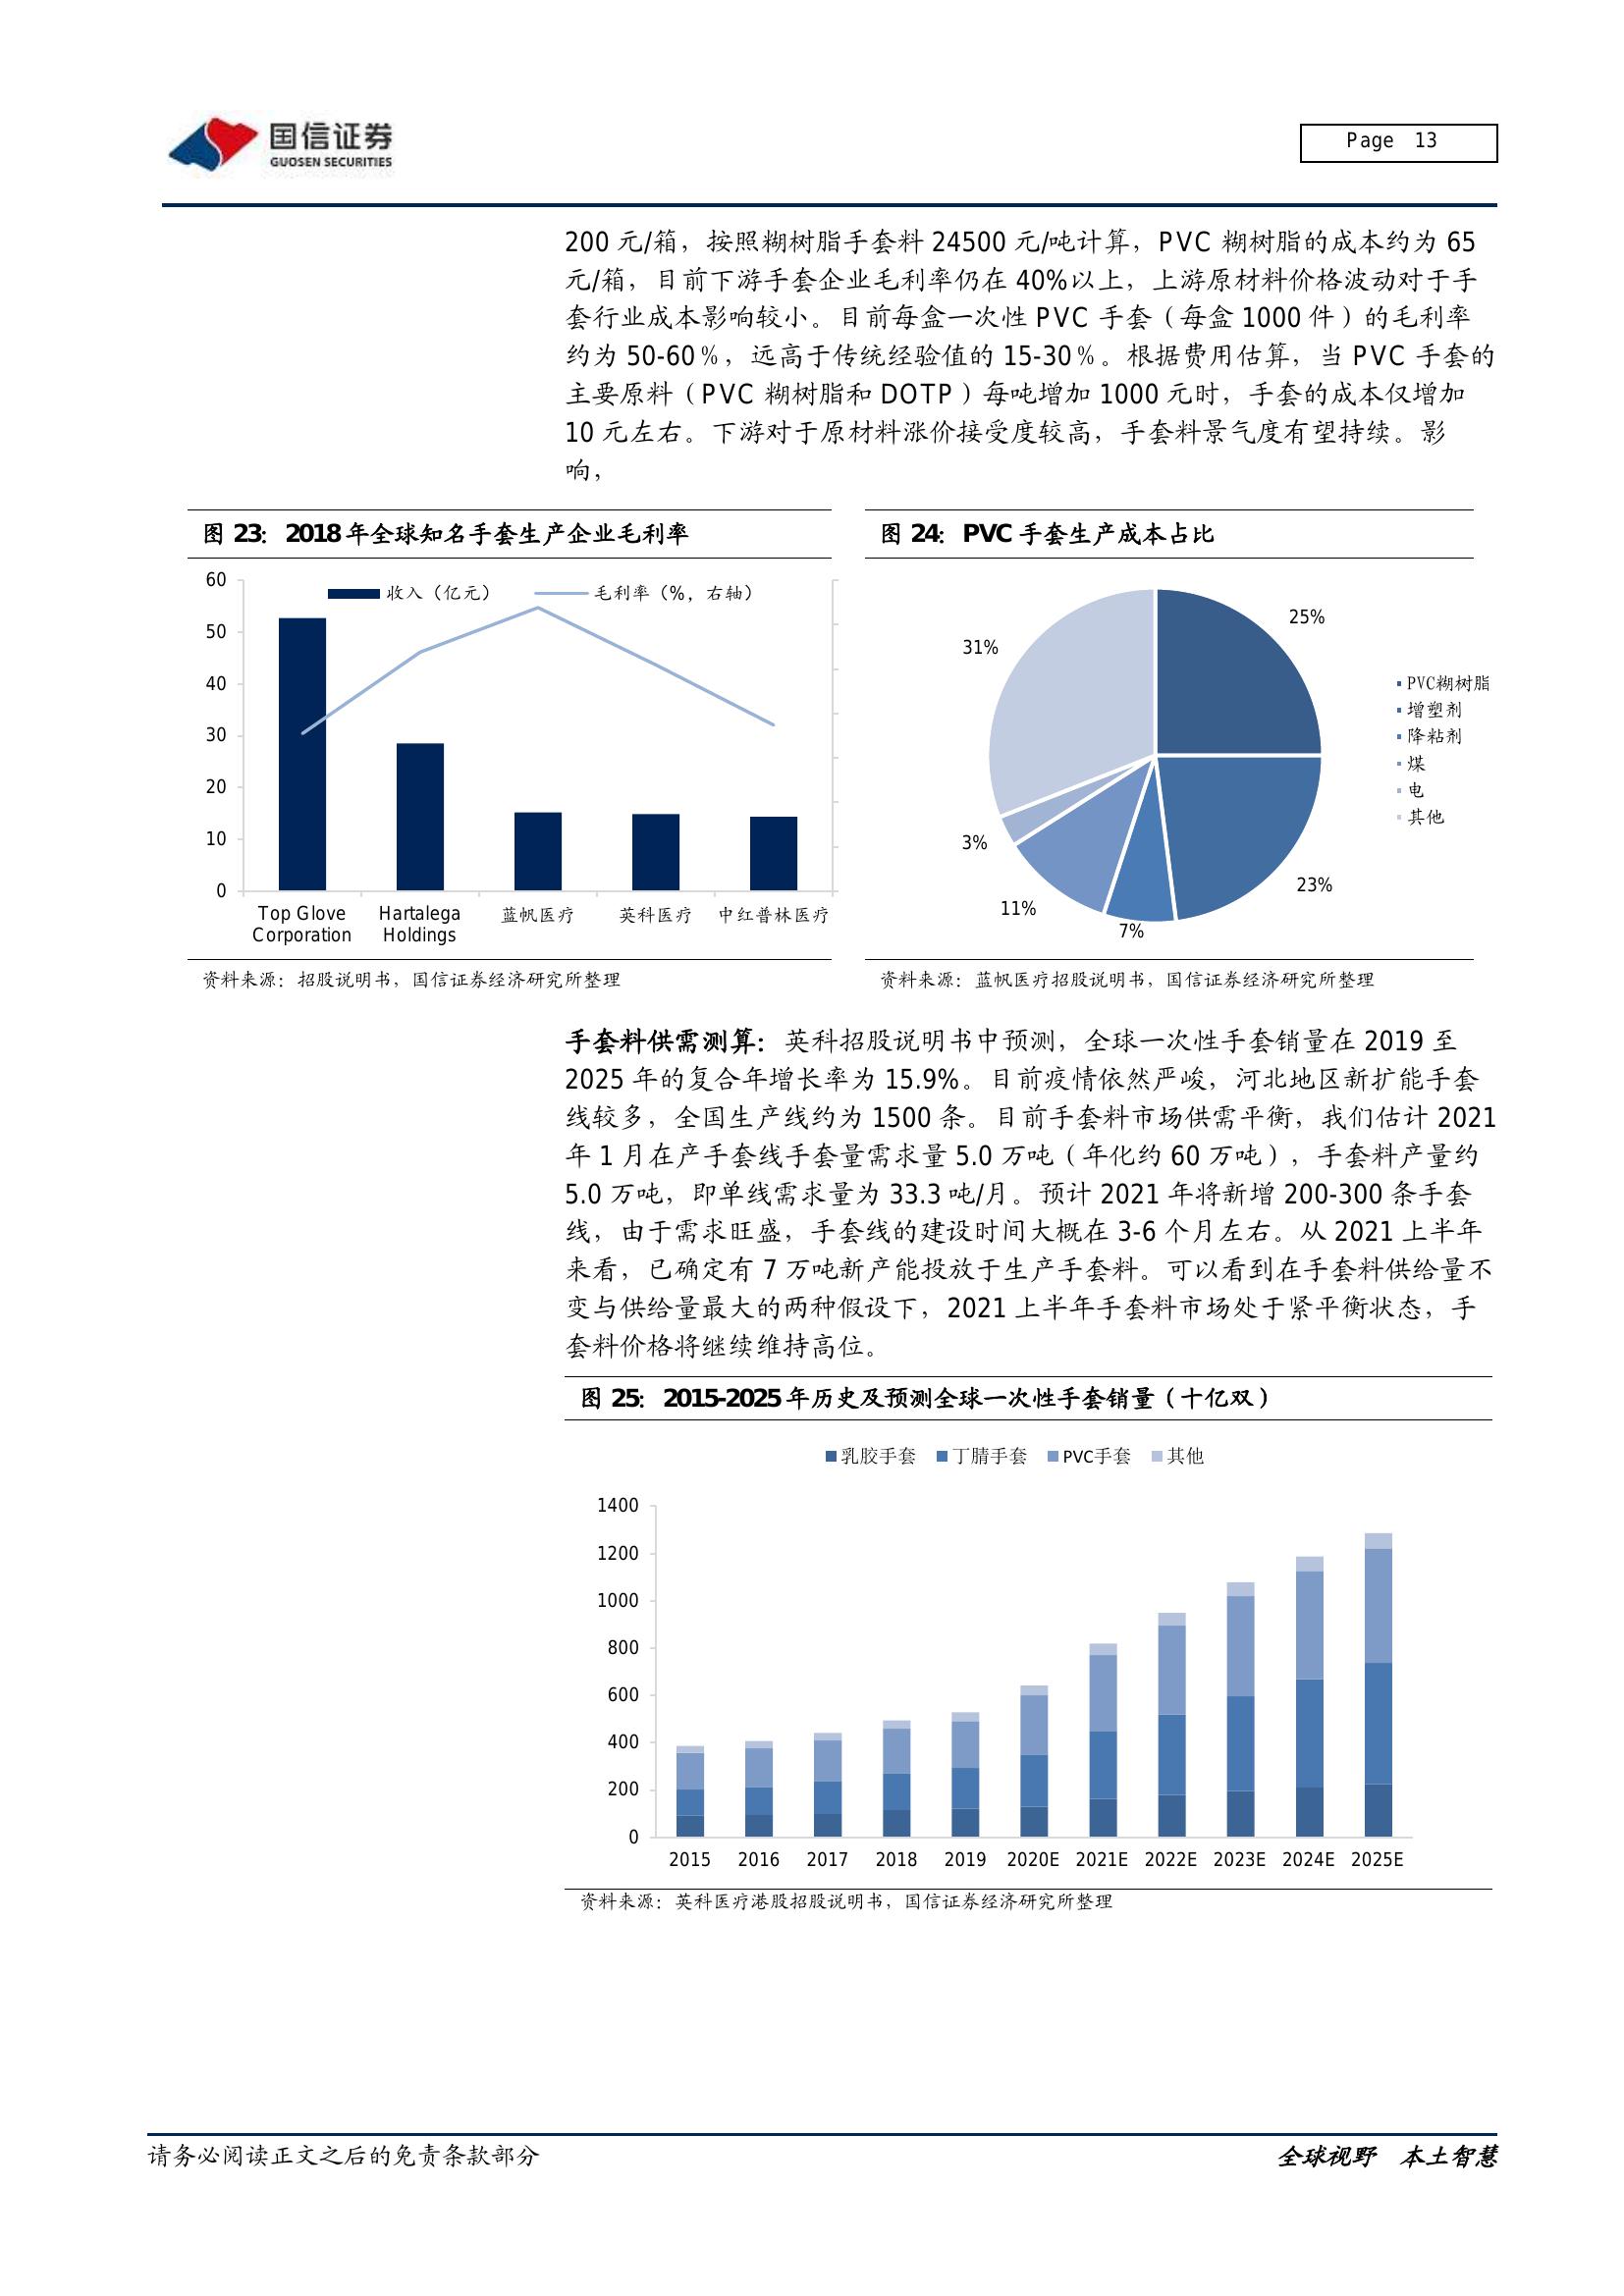 国信证券
GUOSEN SECURITIES
Page 13
200 元/箱，按照糊树脂手套料 24500 元/吨计算，PVC 糊树脂的成本约为 65
元/箱，目前下游手套企业毛利率仍在 40%以上，上游原材料价格波动对于手
套行业成本影响较小。目前每盒一次性 PVC 手套（每盒 1000 件）的毛利率
约为 50-60％，远高于传统经验值的 15-30％。根据费用估算，当 PVC 手套的
主要原料（PVC 糊树脂和 DOTP）每吨增加 1000 元时，手套的成本仅增加
10 元左右。下游对于原材料涨价接受度较高，手套料景气度有望持续。影
响，
图 23： 2018 年全球知名手套生产企业毛利率
收入（亿元）
毛利率（%，右轴）
60
50
40
30
20
10
0
Top Glove Corporation
Hartalega Holdings
蓝帆医疗
英科医疗
中红普林医疗
资料来源：招股说明书，国信证券经济研究所整理
图 24： PVC 手套生产成本占比
25%
23%
7%
11%
3%
31%
PVC糊树脂
增塑剂
降粘剂
煤
电
其他
资料来源：蓝帆医疗招股说明书，国信证券经济研究所整理
手套料供需测算：英科招股说明书中预测，全球一次性手套销量在 2019 至
2025 年的复合年增长率为 15.9%。目前疫情依然严峻，河北地区新扩能手套
线较多，全国生产线约为 1500 条。目前手套料市场供需平衡，我们估计 2021
年 1 月在产手套线手套量需求量 5.0 万吨（年化约 60 万吨），手套料产量约
5.0 万吨，即单线需求量为 33.3 吨/月。预计 2021 年将新增 200-300 条手套
线，由于需求旺盛，手套线的建设时间大概在 3-6 个月左右。从 2021 上半年
来看，已确定有 7 万吨新产能投放于生产手套料。可以看到在手套料供给量不
变与供给量最大的两种假设下，2021 上半年手套料市场处于紧平衡状态，手
套料价格将继续维持高位。
图 25： 2015-2025 年历史及预测全球一次性手套销量（十亿双）
乳胶手套 丁腈手套 PVC手套 其他
1400
1200
1000
800
600
400
200
0
2015 2016 2017 2018 2019 2020E 2021E 2022E 2023E 2024E 2025E
资料来源：英科医疗港股招股说明书，国信证券经济研究所整理
请务必阅读正文之后的免责条款部分
全球视野 本土智慧